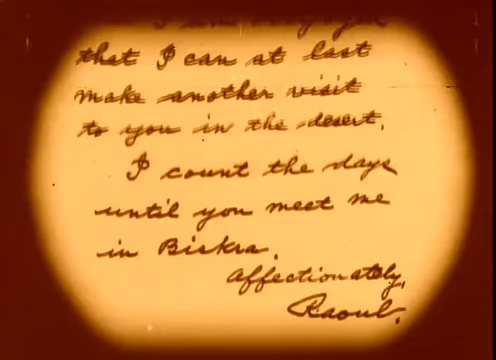 that I can at last
make another visit
to you in the desert.
I count the days
until you meet me
in Biskra.
Affectionately,
Raoul.